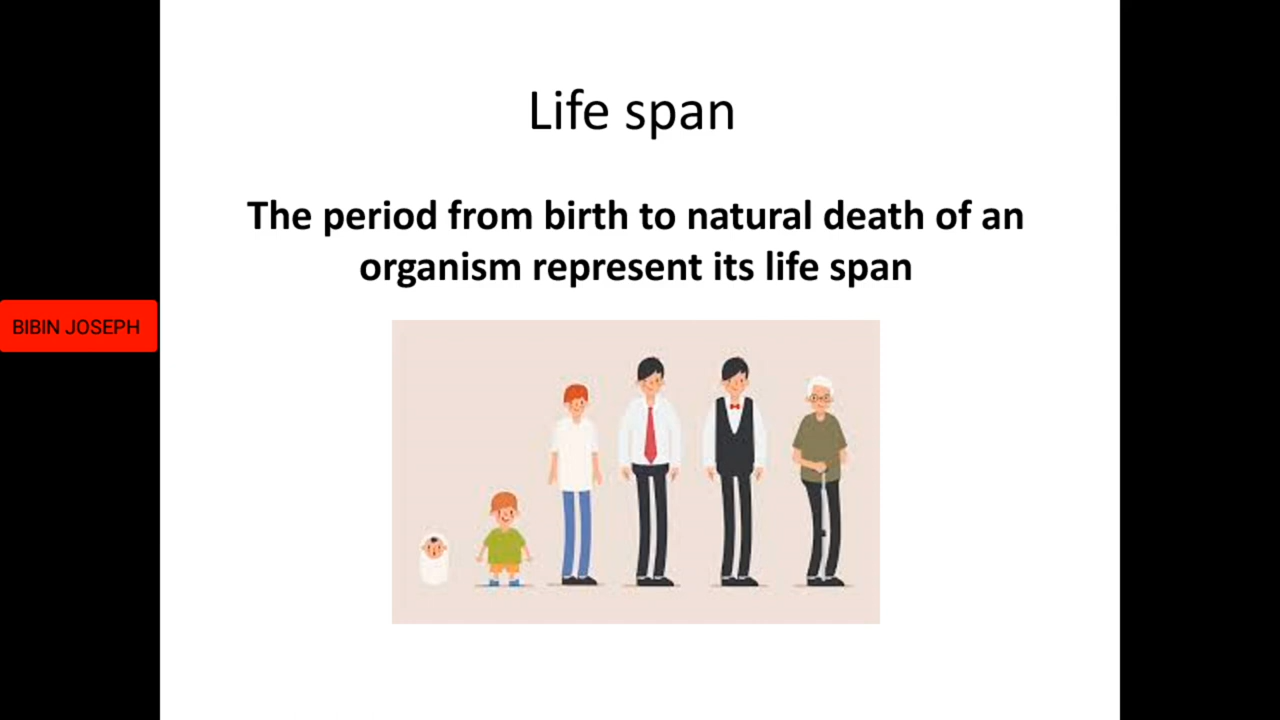 Life span
The period from birth to natural death of an
organism represent its life span
BIBIN JOSEPH